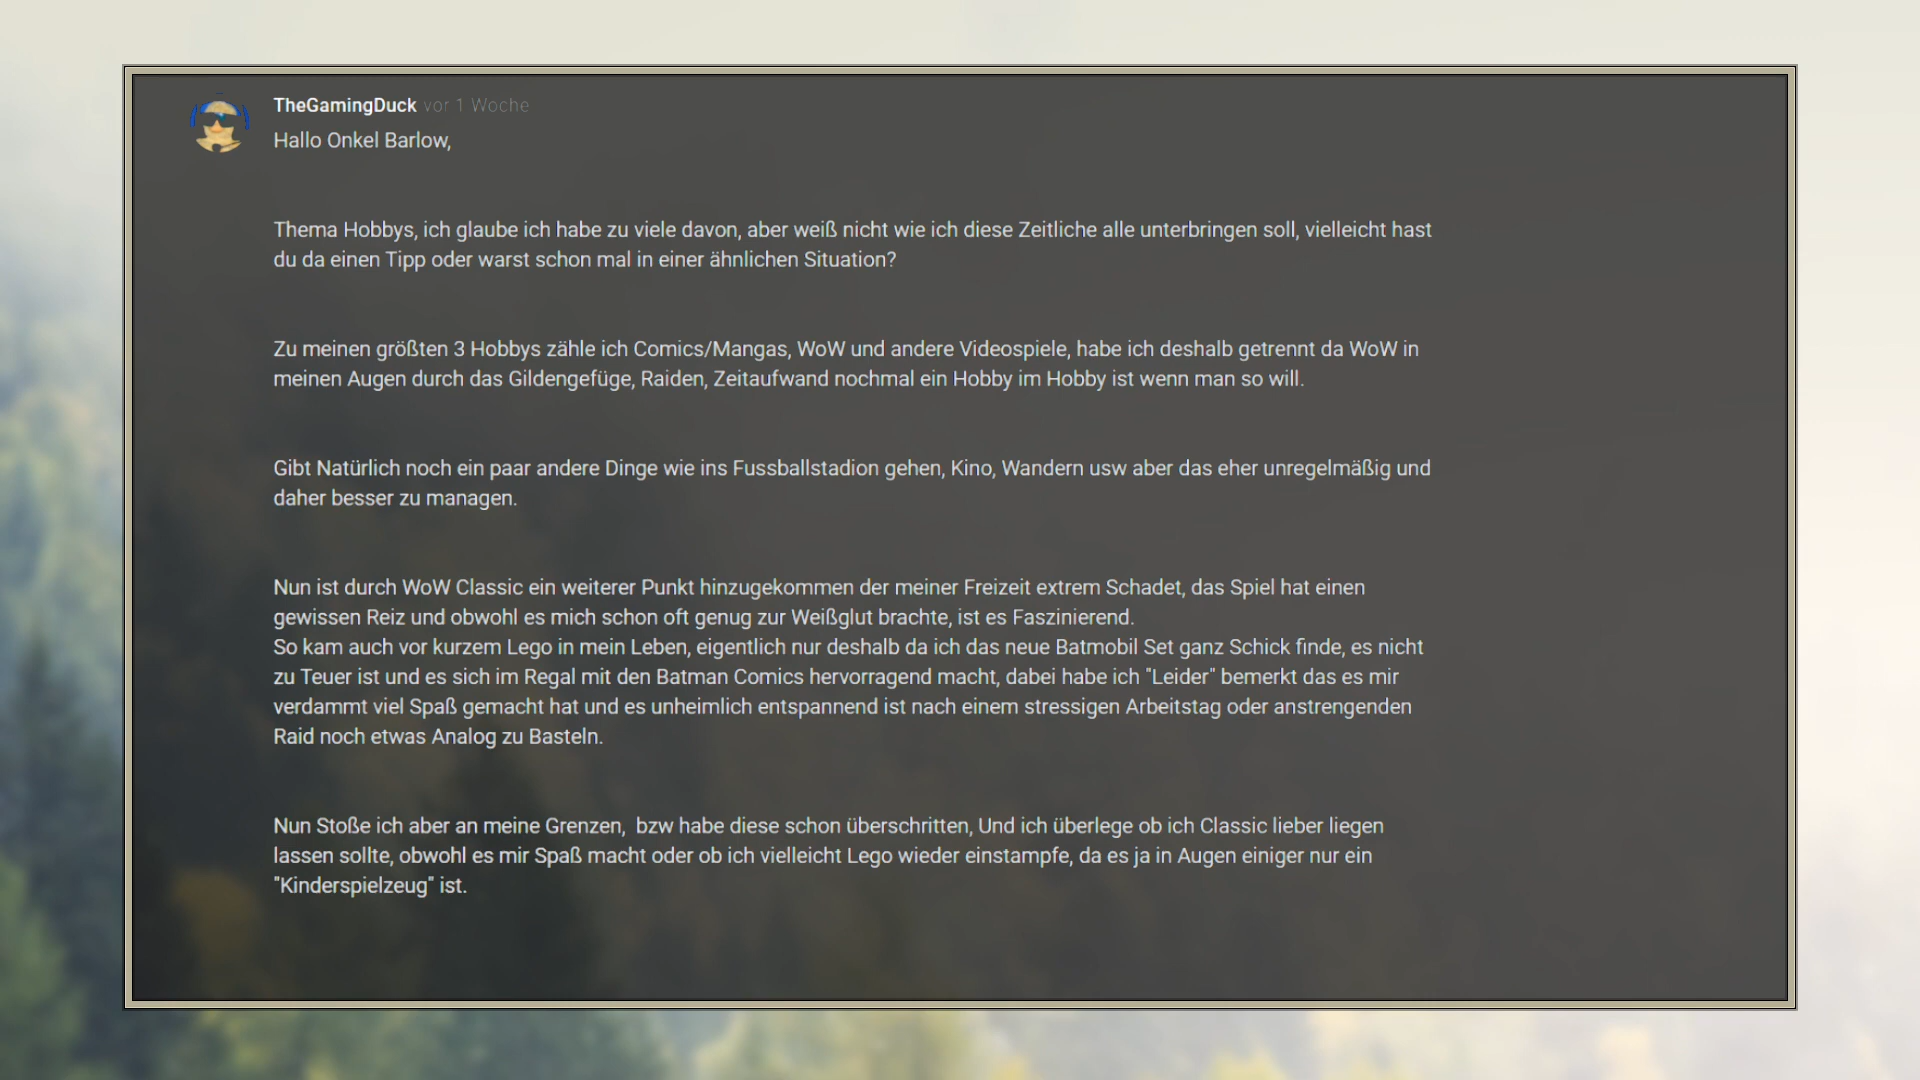 TheGamingDuck vor 1 Woche
Hallo Onkel Barlow,
Thema Hobbys, ich glaube ich habe zu viele davon, aber weiß nicht wie ich diese Zeitliche alle unterbringen soll, vielleicht hast
du da einen Tipp oder warst schon mal in einer ähnlichen Situation?
Zu meinen größten 3 Hobbys zähle ich Comics/Mangas, WoW und andere Videospiele, habe ich deshalb getrennt da WoW in
meinen Augen durch das Gildengefüge, Raiden, Zeitaufwand nochmal ein Hobby im Hobby ist wenn man so will.
Gibt Natürlich noch ein paar andere Dinge wie ins Fussballstadion gehen, Kino, Wandern usw aber das eher unregelmäßig und
daher besser zu managen.
Nun ist durch WoW Classic ein weiterer Punkt hinzugekommen der meiner Freizeit extrem Schadet, das Spiel hat einen
gewissen Reiz und obwohl es mich schon oft genug zur Weißglut brachte, ist es Faszinierend.
So kam auch vor kurzem Lego in mein Leben, eigentlich nur deshalb da ich das neue Batmobil Set ganz Schick finde, es nicht
zu Teuer ist und es sich im Regal mit den Batman Comics hervorragend macht, dabei habe ich "Leider" bemerkt das es mir
verdammt viel Spaß gemacht hat und es unheimlich entspannend ist nach einem stressigen Arbeitstag oder anstrengenden
Raid noch etwas Analog zu Basteln.
Nun Stoße ich aber an meine Grenzen,  bzw habe diese schon überschritten, Und ich überlege ob ich Classic lieber liegen
lassen sollte, obwohl es mir Spaß macht oder ob ich vielleicht Lego wieder einstampfe, da es ja in Augen einiger nur ein
"Kinderspielzeug" ist.